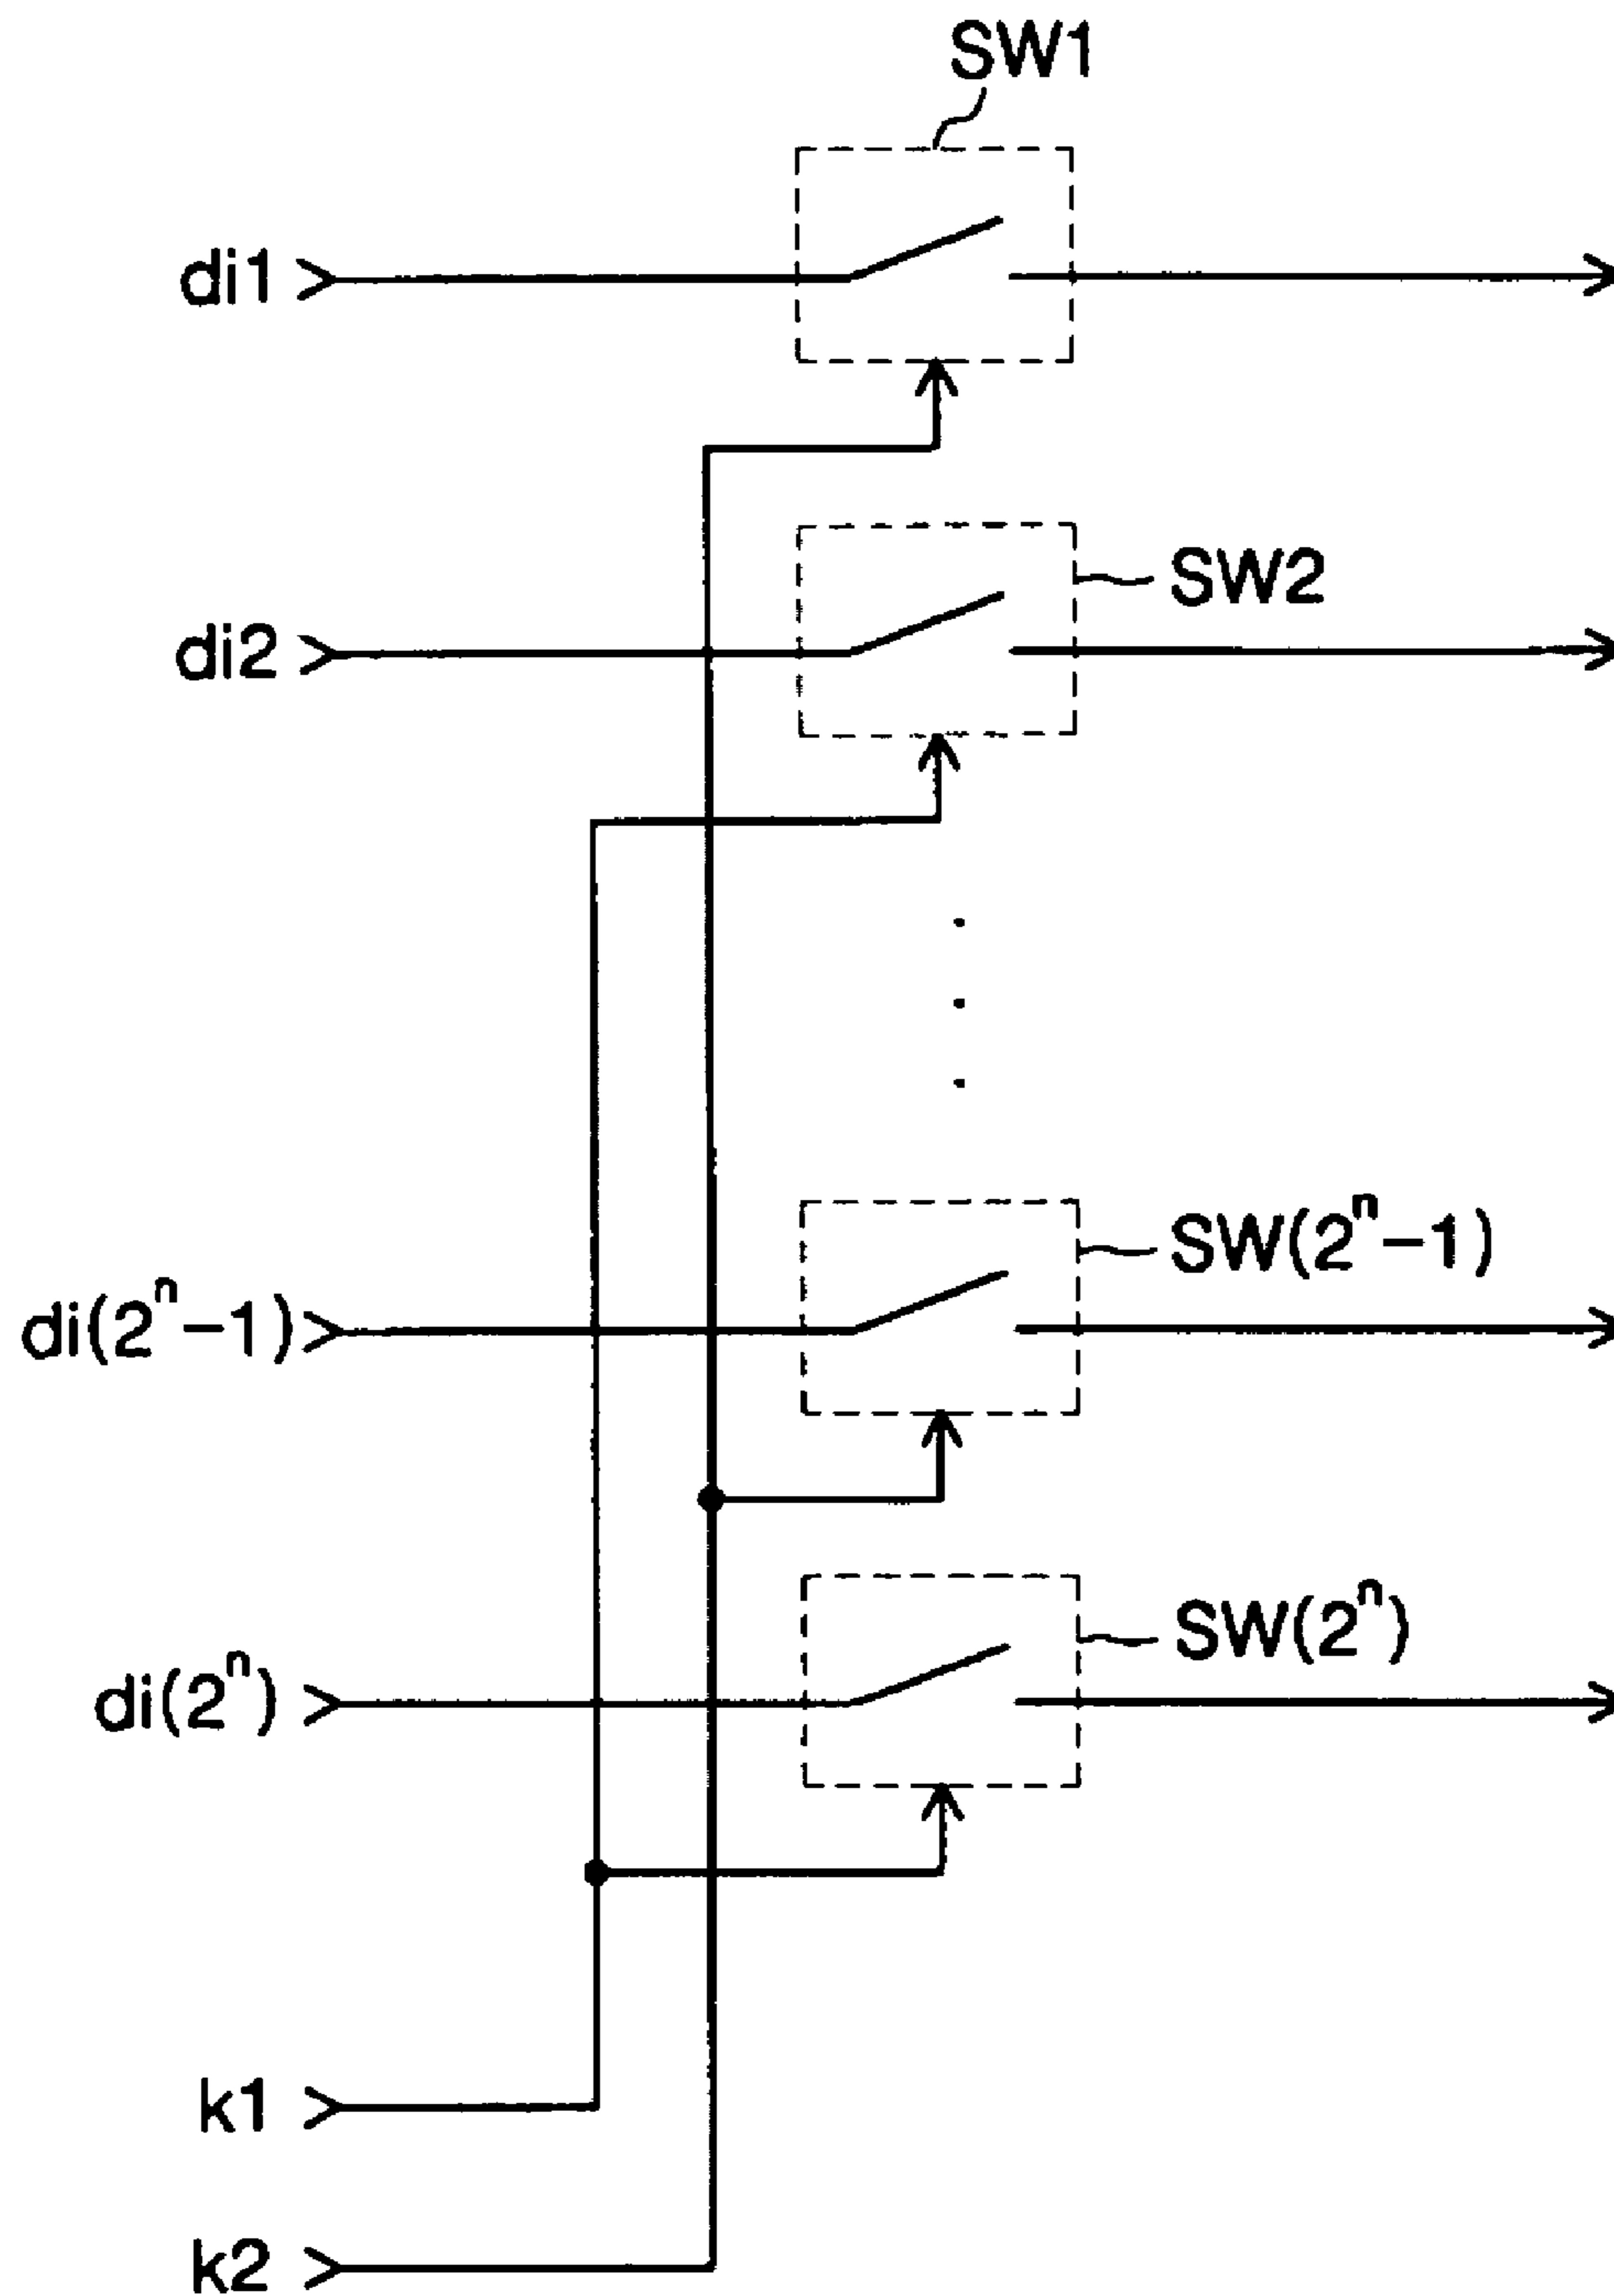 SW1
di1
SW2
di2
SW(2ⁿ-1)
di(2ⁿ-1)
SW(2ⁿ)
di(2ⁿ)
k1
k2